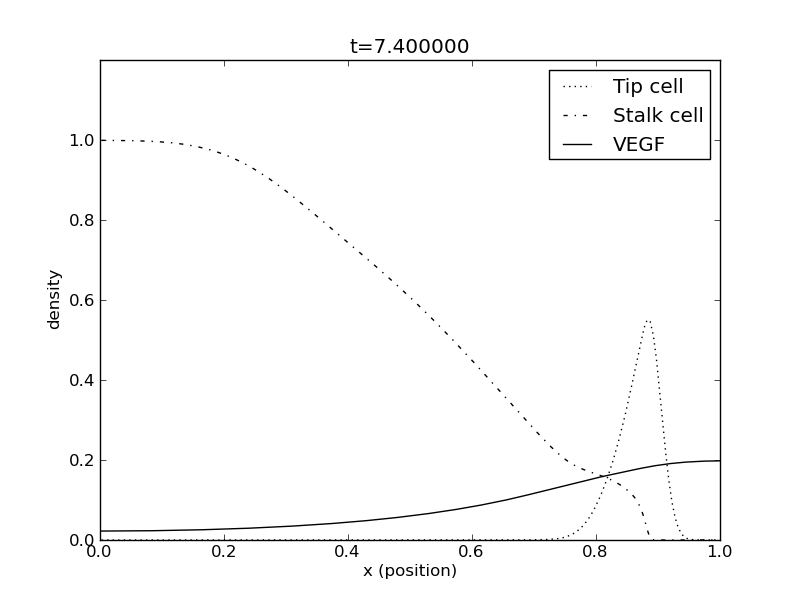 t=7.400000
Tip cell
Stalk cell
VEGF
density
1.0
0.8
0.6
0.4
0.2
0.0
0.0 0.2 0.4 0.6 0.8 1.0
x (position)